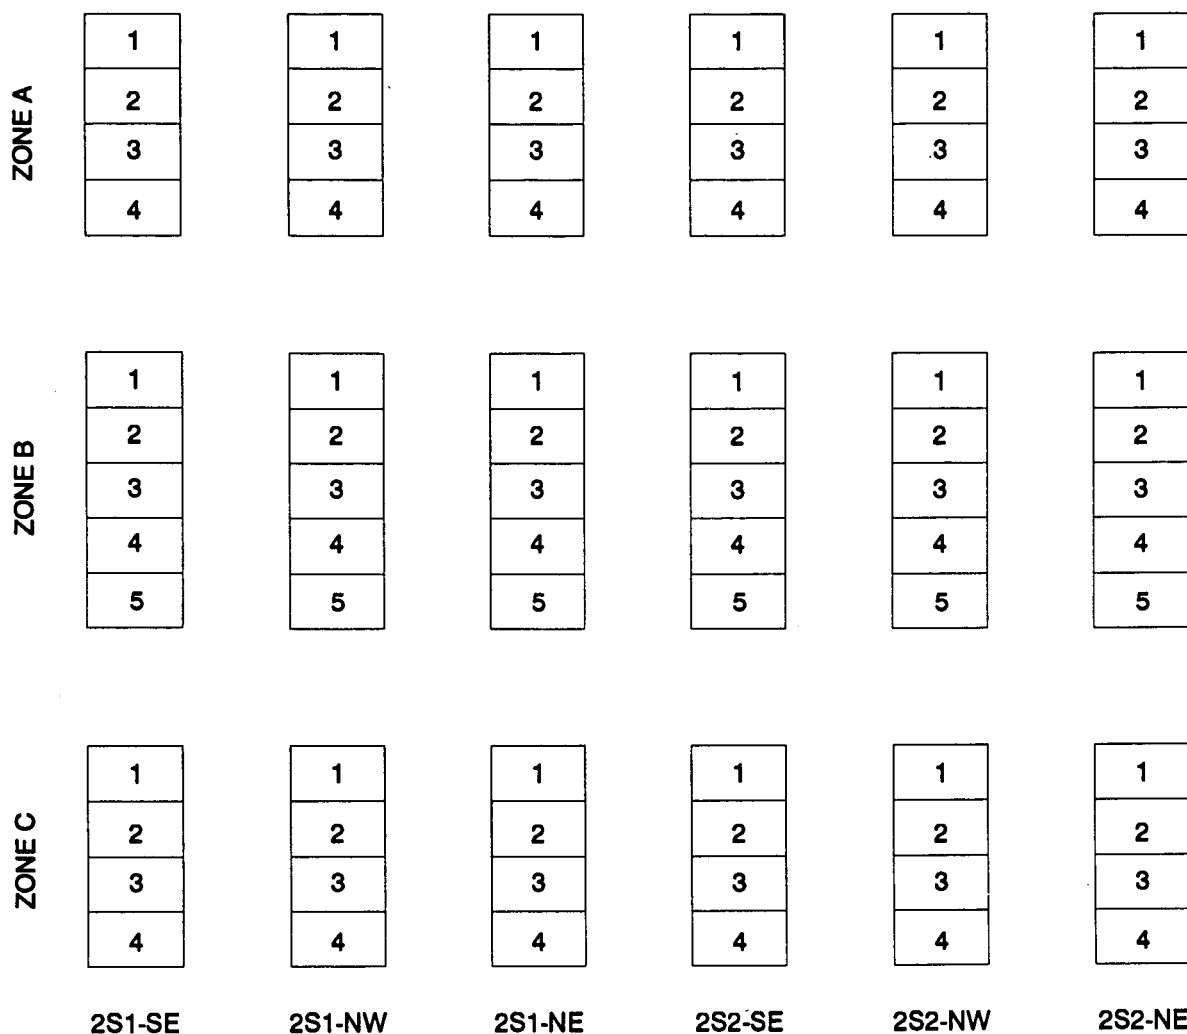 1 1 1 1 1 1
2 2 2 2 2 2
ZONE A
3 3 3 3 3 3
4 4 4 4 4 4
1 1 1 1 1 1
2 2 2 2 2 2
ZONE B
3 3 3 3 3 3
4 4 4 4 4 4
5 5 5 5 5 5
1 1 1 1 1 1
2 2 2 2 2 2
ZONE C
3 3 3 3 3 3
4 4 4 4 4 4
2S1-SE 2S1-NW 2S1-NE 2S2-SE 2S2-NW 2S2-NE